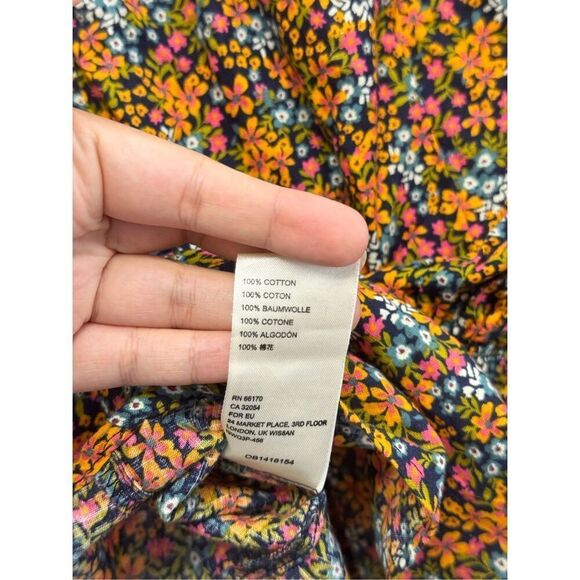 100% COTTON
100% COTON
100% BAUMWOLLE
100% COTONE
100% ALGODÓN
100% 棉花
RN 66170
CA 32054
FOR EU
84 MARKET PLACE, 3RD FLOOR
LONDON, UK W1S8AN
OB1418154